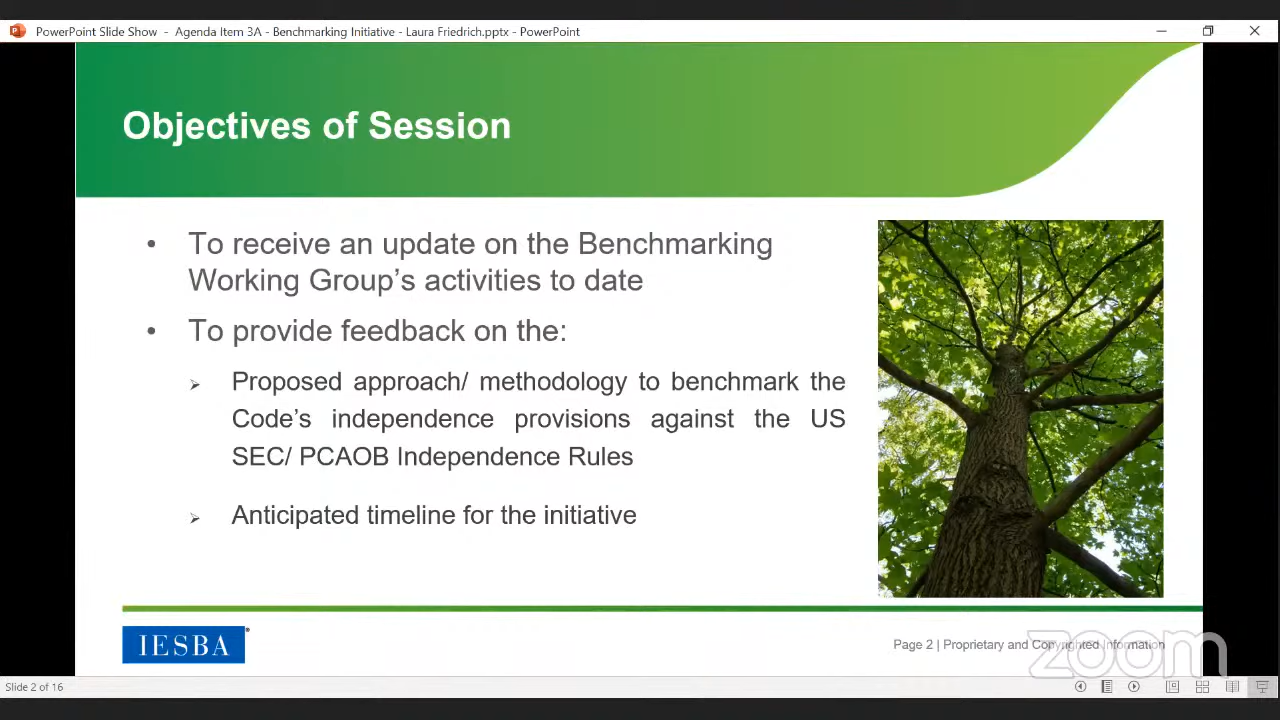 PowerPoint Slide Show - Agenda Item 3A - Benchmarking Initiative - Laura Friedrich.pptx - PowerPoint
Objectives of Session
• To receive an update on the Benchmarking
Working Group’s activities to date
• To provide feedback on the:
➢ Proposed approach/ methodology to benchmark the
Code’s independence provisions against the US
SEC/ PCAOB Independence Rules
➢ Anticipated timeline for the initiative
IESBA
Page 2 | Proprietary and Copyrighted Information
zoom
Slide 2 of 16